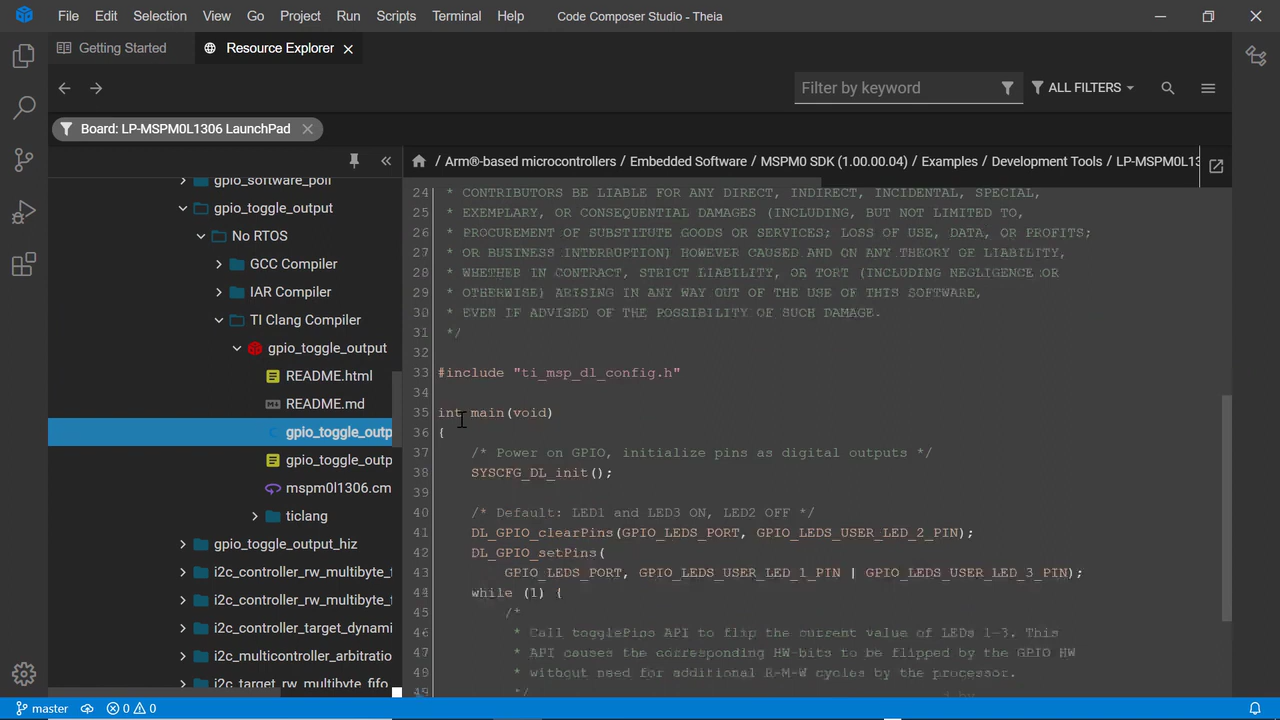 File Edit Selection View Go Project Run Scripts Terminal Help Code Composer Studio - Theia
Getting Started Resource Explorer
Filter by keyword ALL FILTERS
Board: LP-MSPM0L1306 LaunchPad
/ Arm®-based microcontrollers / Embedded Software / MSPM0 SDK (1.00.00.04) / Examples / Development Tools / LP-MSPM0L13
gpio_software_poll
gpio_toggle_output
No RTOS
GCC Compiler
IAR Compiler
TI Clang Compiler
gpio_toggle_output
README.html
README.md
gpio_toggle_outp
gpio_toggle_outp
mspm0l1306.cm
ticlang
gpio_toggle_output_hiz
i2c_controller_rw_multibyte_f
i2c_controller_rw_multibyte_f
i2c_controller_target_dynami
i2c_multicontroller_arbitratio
i2c_target_rw_multibyte_fifo
24 * CONTRIBUTORS BE LIABLE FOR ANY DIRECT, INDIRECT, INCIDENTAL, SPECIAL,
25 * EXEMPLARY, OR CONSEQUENTIAL DAMAGES (INCLUDING, BUT NOT LIMITED TO,
26 * PROCUREMENT OF SUBSTITUTE GOODS OR SERVICES; LOSS OF USE, DATA, OR PROFITS;
27 * OR BUSINESS INTERRUPTION) HOWEVER CAUSED AND ON ANY THEORY OF LIABILITY,
28 * WHETHER IN CONTRACT, STRICT LIABILITY, OR TORT (INCLUDING NEGLIGENCE OR
29 * OTHERWISE) ARISING IN ANY WAY OUT OF THE USE OF THIS SOFTWARE,
30 * EVEN IF ADVISED OF THE POSSIBILITY OF SUCH DAMAGE.
31 */
32
33 #include "ti_msp_dl_config.h"
34
35 int main(void)
36 {
37 /* Power on GPIO, initialize pins as digital outputs */
38 SYSCFG_DL_init();
39
40 /* Default: LED1 and LED3 ON, LED2 OFF */
41 DL_GPIO_clearPins(GPIO_LEDS_PORT, GPIO_LEDS_USER_LED_2_PIN);
42 DL_GPIO_setPins(
43 GPIO_LEDS_PORT, GPIO_LEDS_USER_LED_1_PIN | GPIO_LEDS_USER_LED_3_PIN);
44 while (1) {
45 /*
46 * Call togglePins API to flip the current value of LEDs 1-3. This
47 * API causes the corresponding HW-bits to be flipped by the GPIO HW
48 * without need for additional R-M-W cycles by the processor.
49 */
master 0 0